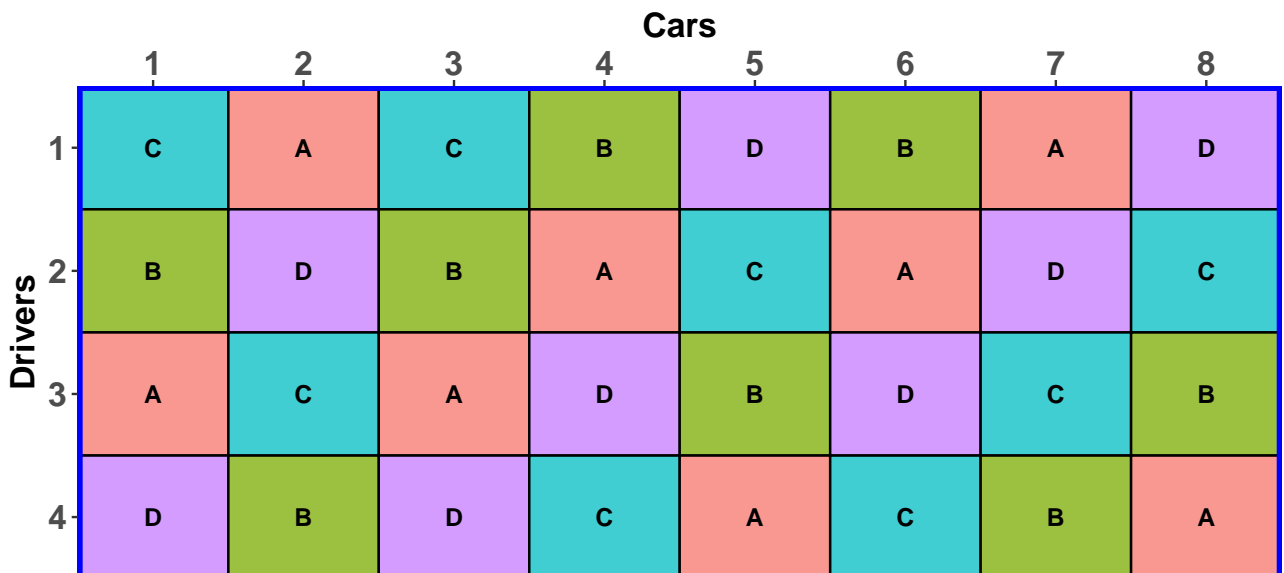 Cars
1 2 3 4 5 6 7 8
Drivers
1 C A C B D B A D
2 B D B A C A D C
3 A C A D B D C B
4 D B D C A C B A